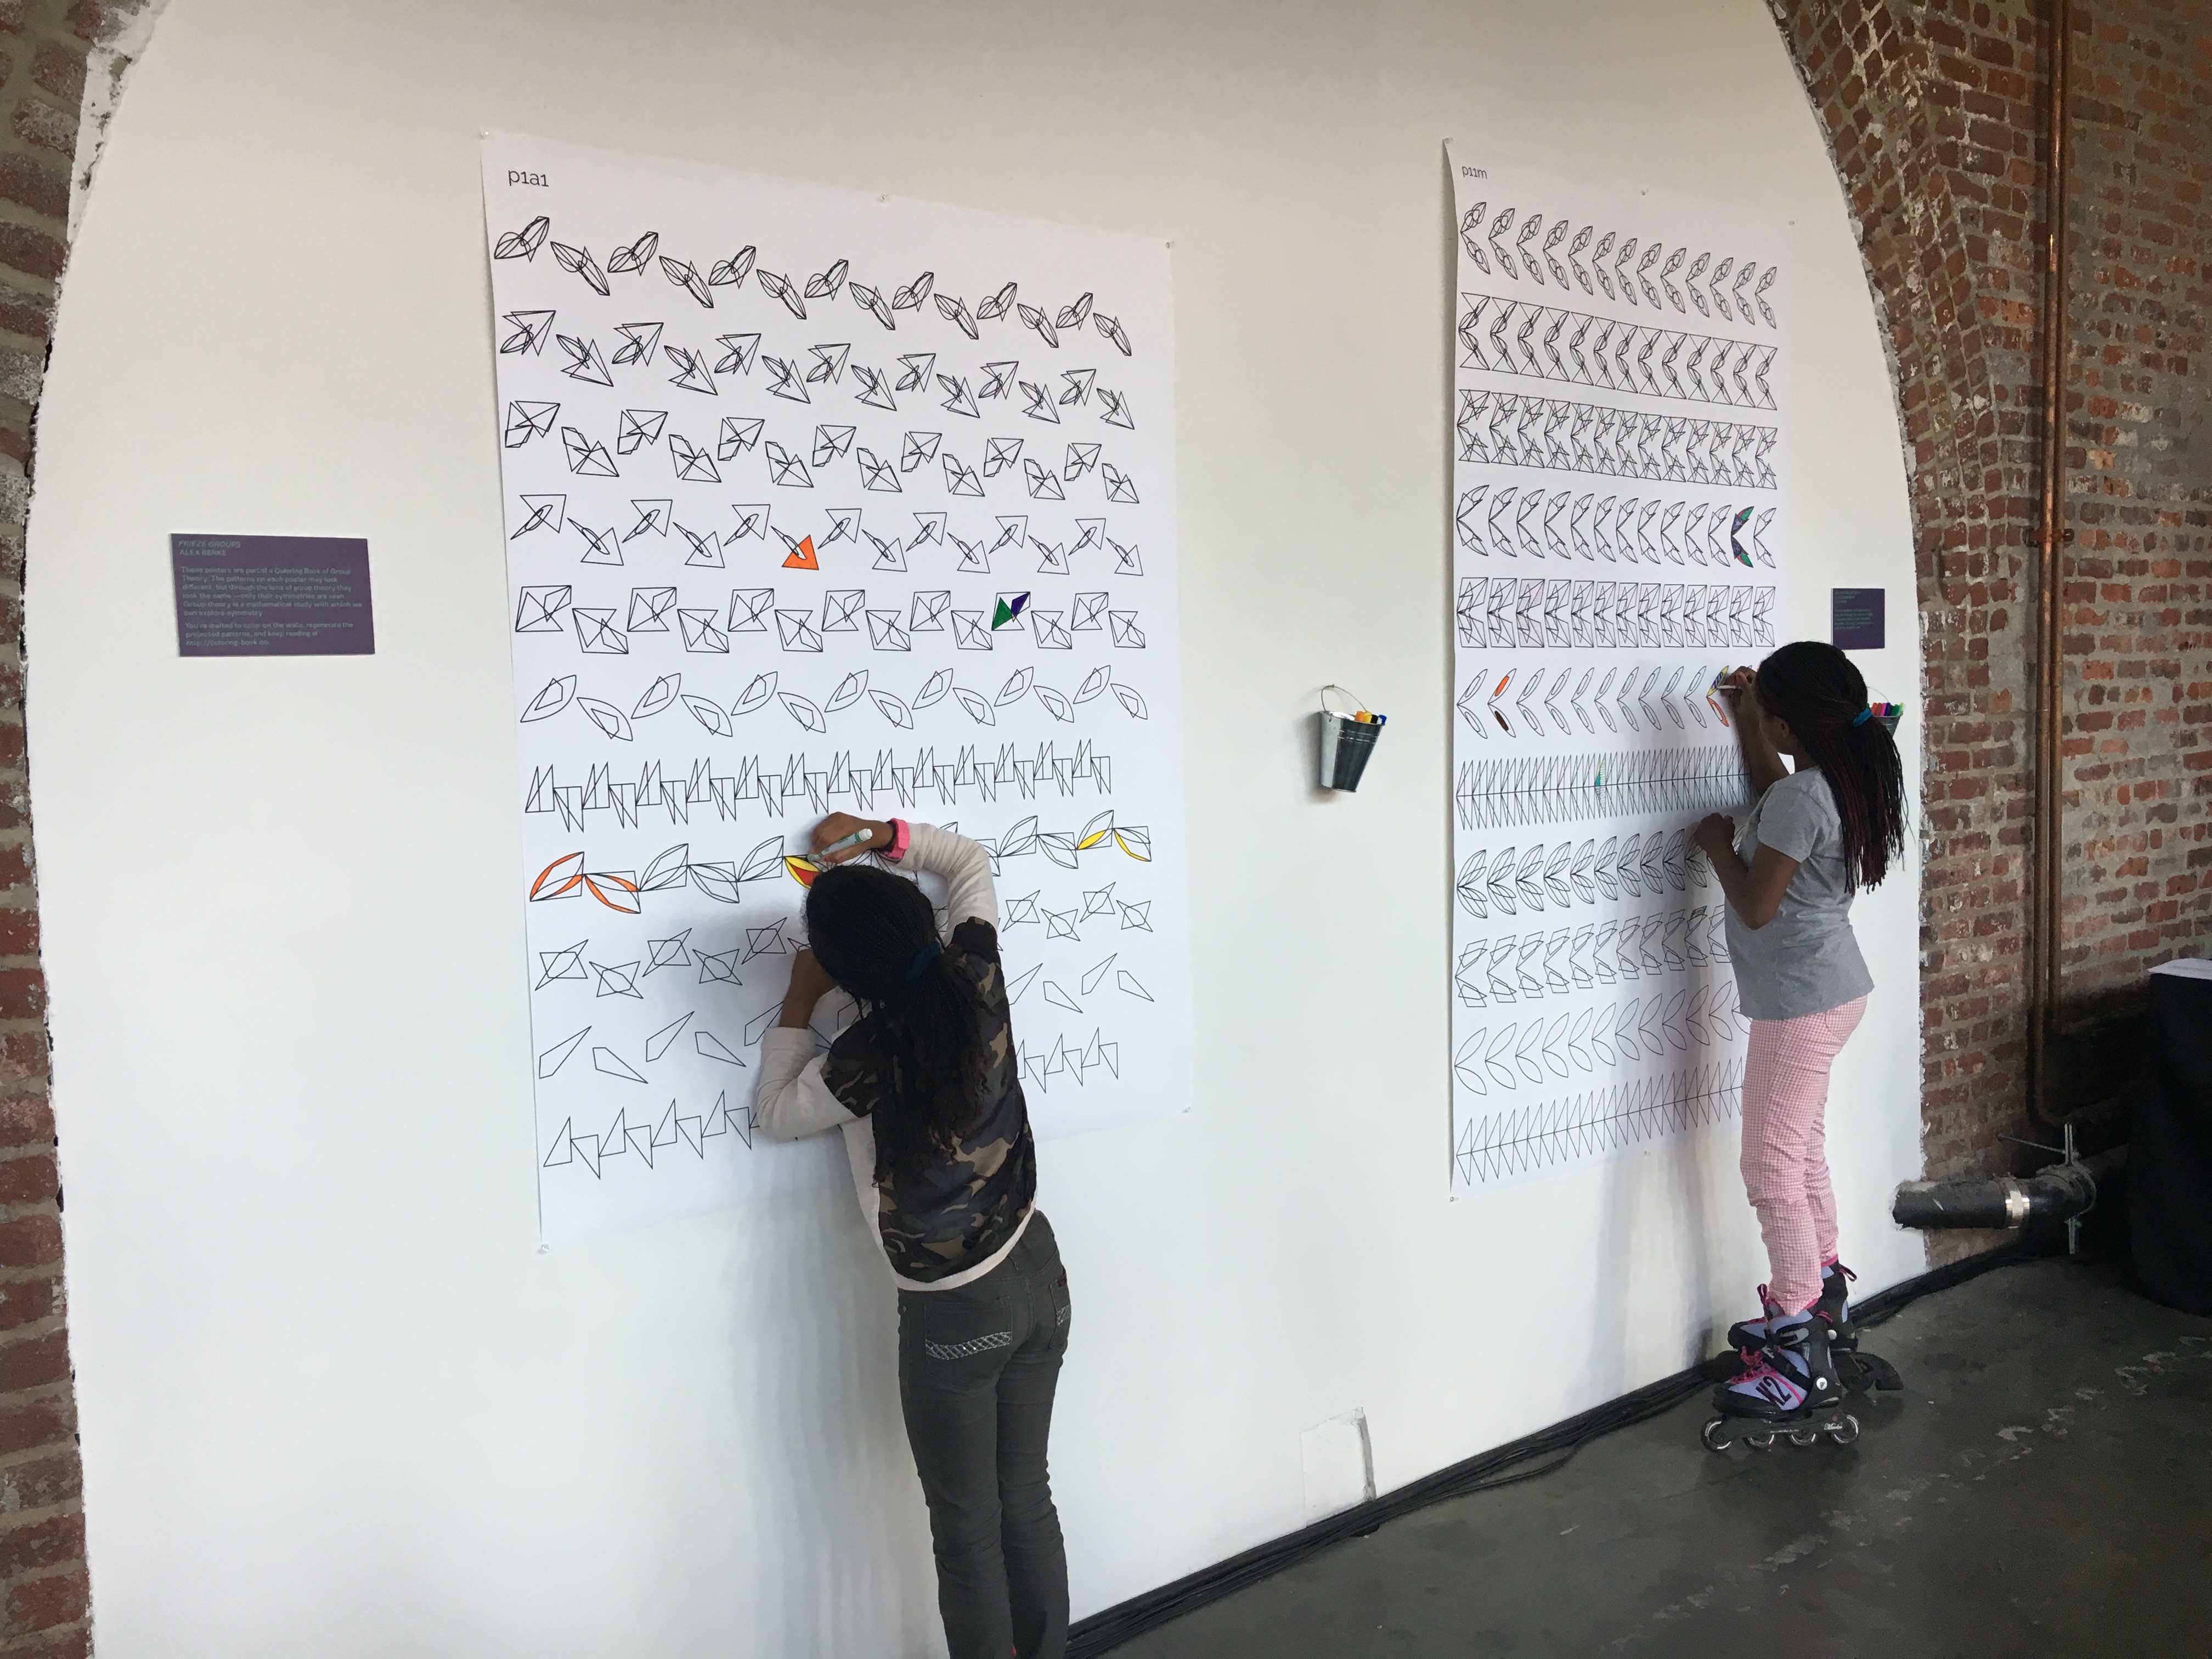 p1a1
p11m
FRIEZE GROUPS
ALEX BERKE
These posters are part of a Coloring Book of Group
Theory. The patterns on each poster may look
different, but through the lens of group theory they
look the same—only their symmetries are seen.
Group theory is a mathematical study with which we
can explore symmetry.
You're invited to color on the walls, regenerate the
projected patterns, and keep reading at
http://coloring-book.co
K2